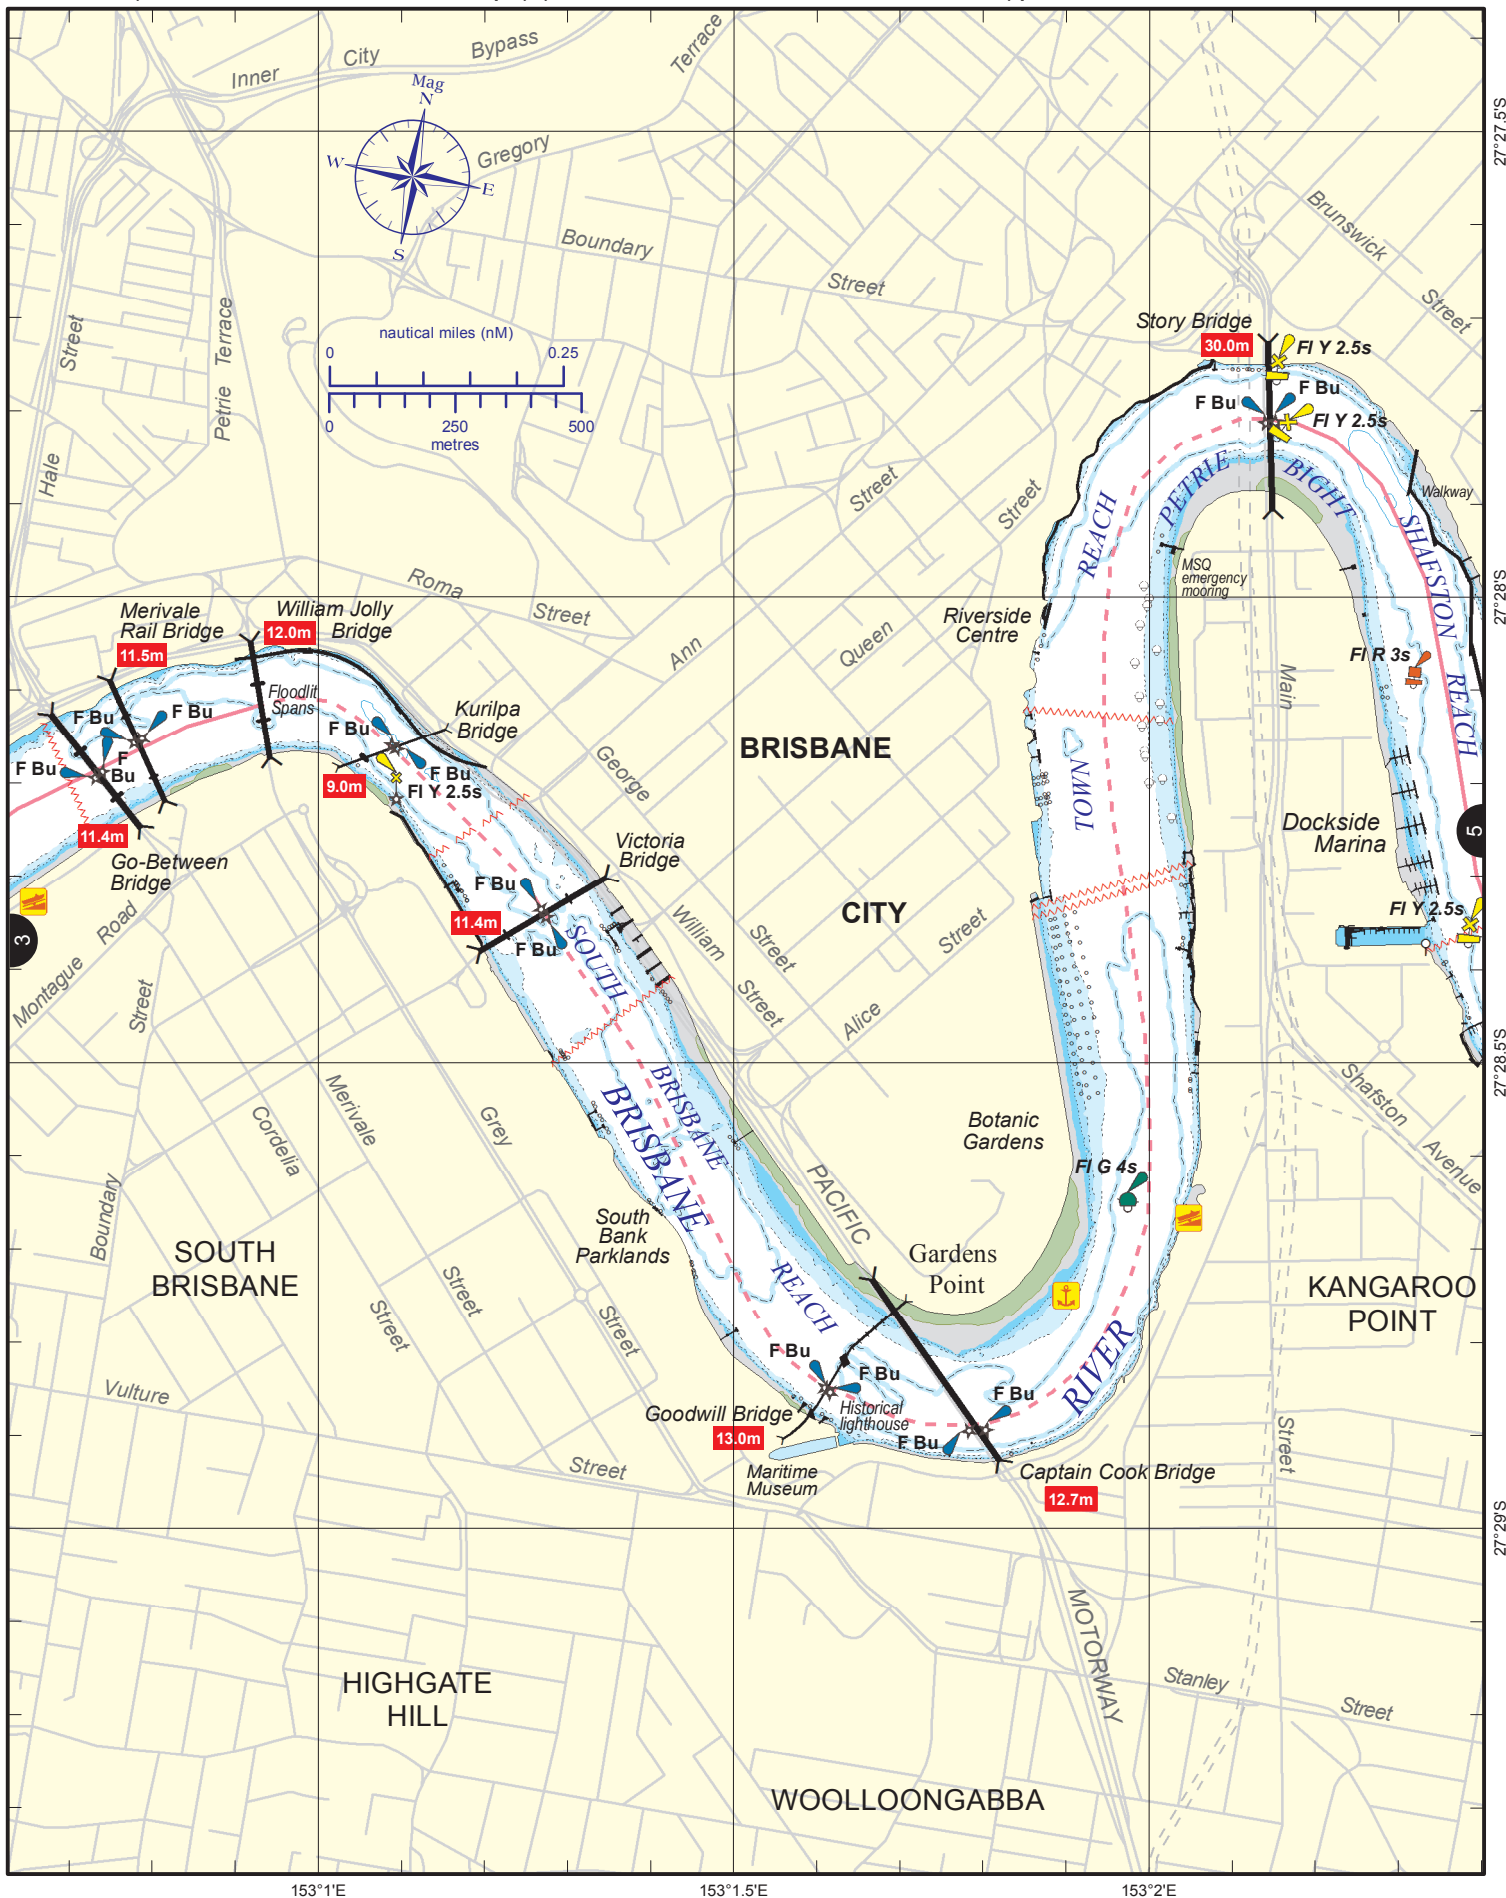 Inner
City
Bypass
Terrace
Mag
N
W
E
S
Gregory
27°27.5'S
Boundary
Street
Brunswick
Street
Hale
Street
Petrie Terrace
nautical miles (nM)
0
0.25
0
250
500
metres
Story Bridge
30.0m
Fl Y 2.5s
F Bu
F Bu
Fl Y 2.5s
PETRIE
BIGHT
Walkway
Street
Street
REACH
SHAFSTON
REACH
MSQ
emergency
mooring
27°28'S
Roma
Street
Merivale
Rail Bridge
11.5m
William Jolly
Bridge
12.0m
Riverside
Centre
Ann
Queen
Fl R 3s
Main
Floodlit
Spans
F Bu
F Bu
F
Bu
F Bu
F Bu
Kurilpa
Bridge
F Bu
Fl Y 2.5s
9.0m
George
BRISBANE
TOWN
11.4m
Go-Between
Bridge
Victoria
Bridge
Dockside
Marina
5
F Bu
11.4m
F Bu
William
Street
CITY
Street
Fl Y 2.5s
3
Road
Montague
Street
SOUTH
Street
Alice
27°28.5'S
BRISBANE
BRISBANE
Merivale
Cordelia
Grey
Botanic
Gardens
Shafston
Avenue
Fl G 4s
PACIFIC
Boundary
South
Bank
Parklands
SOUTH
BRISBANE
Gardens
Point
REACH
Street
Street
Street
KANGAROO
POINT
RIVER
F Bu
F Bu
F Bu
Vulture
Goodwill Bridge
13.0m
Historical
lighthouse
F Bu
Street
Maritime
Museum
Captain Cook Bridge
12.7m
Street
27°29'S
MOTORWAY
HIGHGATE
HILL
Stanley
Street
WOOLLOONGABBA
153°1'E
153°1.5'E
153°2'E